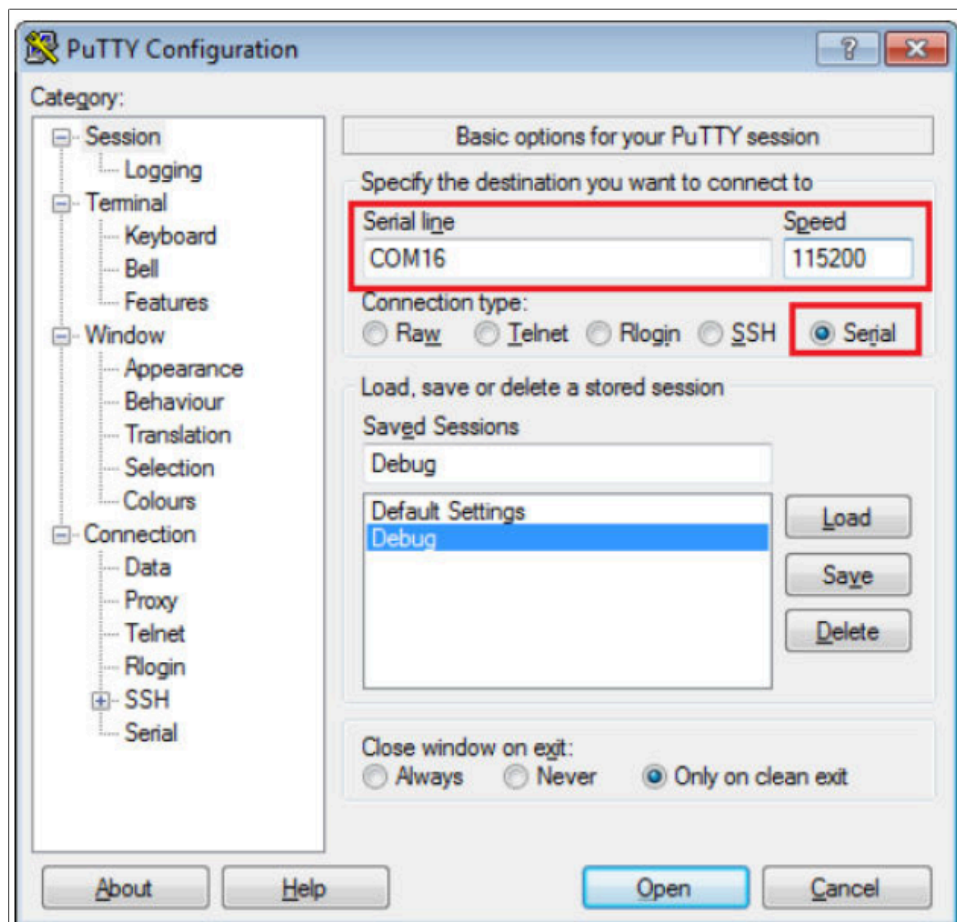 PuTTY Configuration
Category:
Session
Logging
Terminal
Keyboard
Bell
Features
Window
Appearance
Behaviour
Translation
Selection
Colours
Connection
Data
Proxy
Telnet
Rlogin
SSH
Serial
Basic options for your PuTTY session
Specify the destination you want to connect to
Serial line Speed
COM16 115200
Connection type:
Raw Telnet Rlogin SSH Serial
Load, save or delete a stored session
Saved Sessions
Debug
Default Settings
Debug
Load
Save
Delete
Close window on exit:
Always Never Only on clean exit
About Help Open Cancel